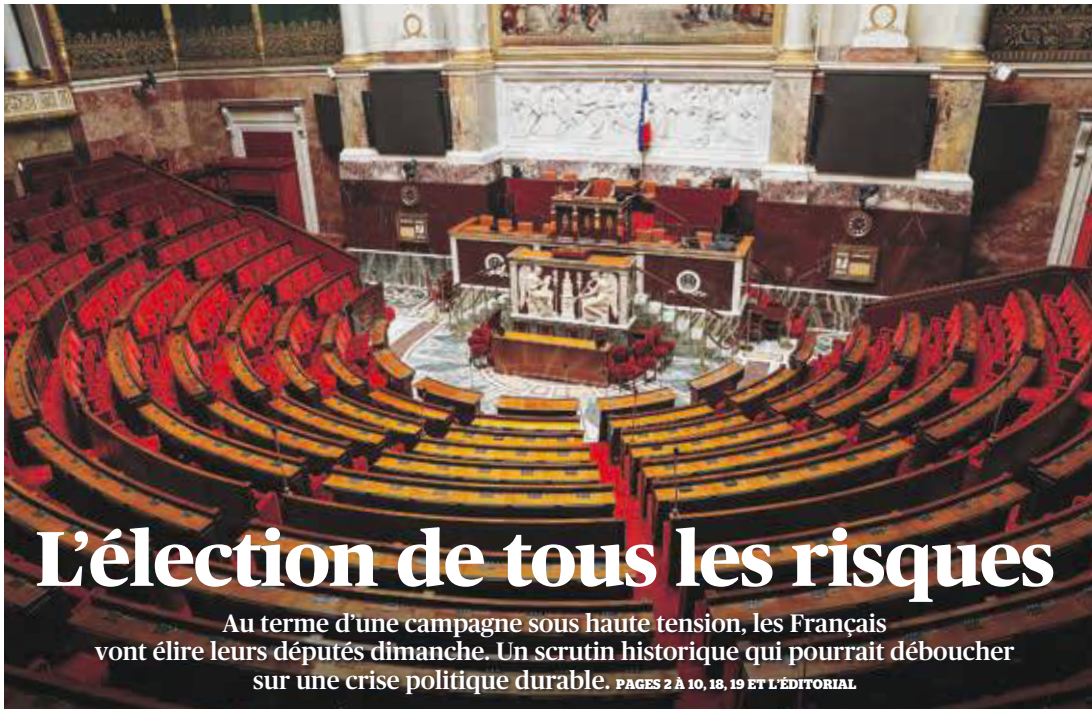 L’élection de tous les risques
Au terme d’une campagne sous haute tension, les Français
vont élire leurs députés dimanche. Un scrutin historique qui pourrait déboucher
sur une crise politique durable. PAGES 2 À 10, 18, 19 ET L’ÉDITORIAL